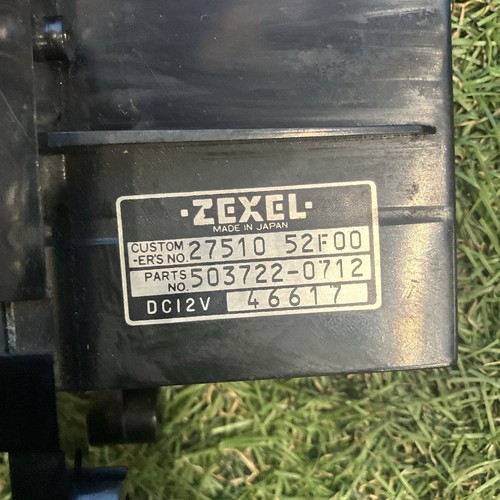 ·ZEXEL·
MADE IN JAPAN
CUSTOM
-ER'S NO. 27510 52F00
PARTS
NO. 503722-0712
DC12V 46617